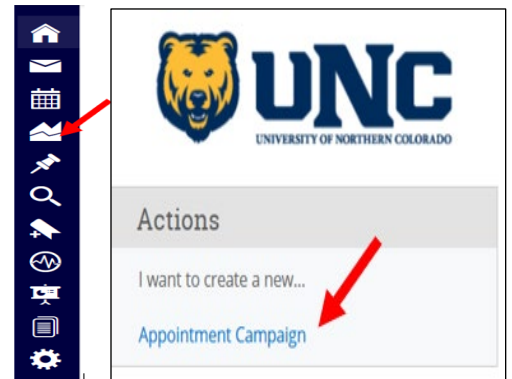 UNC
UNIVERSITY OF NORTHERN COLORADO
Actions
I want to create a new...
Appointment Campaign